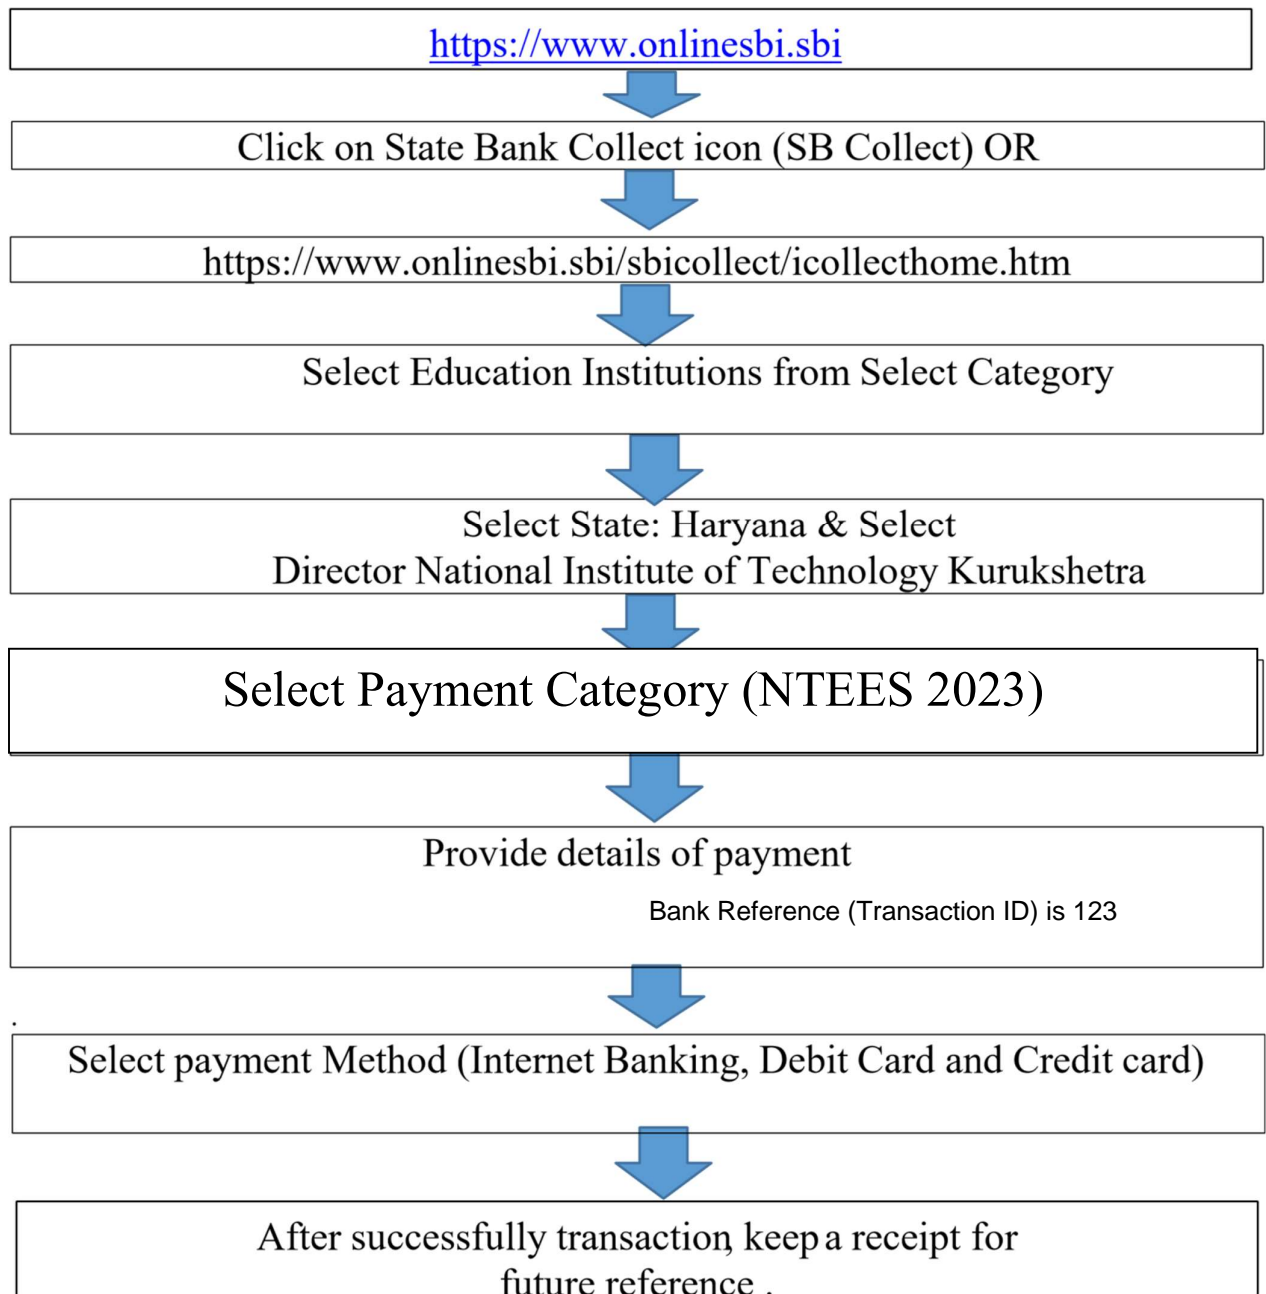 https://www.onlinesbi.sbi
Click on State Bank Collect icon (SB Collect) OR
https://www.onlinesbi.sbi/sbicollect/icollecthome.htm
Select Education Institutions from Select Category
Select State: Haryana & Select
Director National Institute of Technology Kurukshetra
Select Payment Category (NTEES 2023)
Provide details of payment
Bank Reference (Transaction ID) is 123
.
Select payment Method (Internet Banking, Debit Card and Credit card)
After successfully transaction, keep a receipt for
future reference .